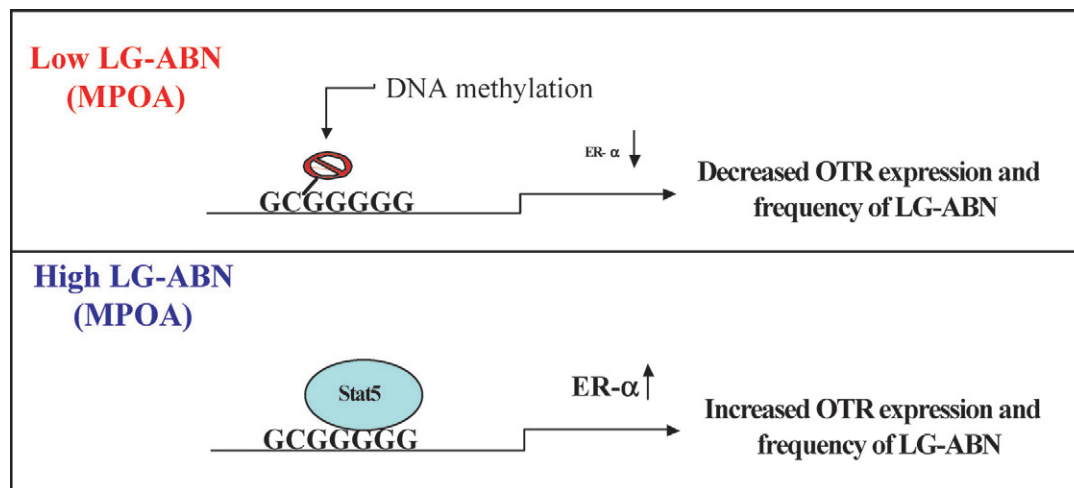 Low LG-ABN
(MPOA)
DNA methylation
GCGGGGG
ER- α
Decreased OTR expression and
frequency of LG-ABN
High LG-ABN
(MPOA)
Stat5
GCGGGGG
ER-α
Increased OTR expression and
frequency of LG-ABN